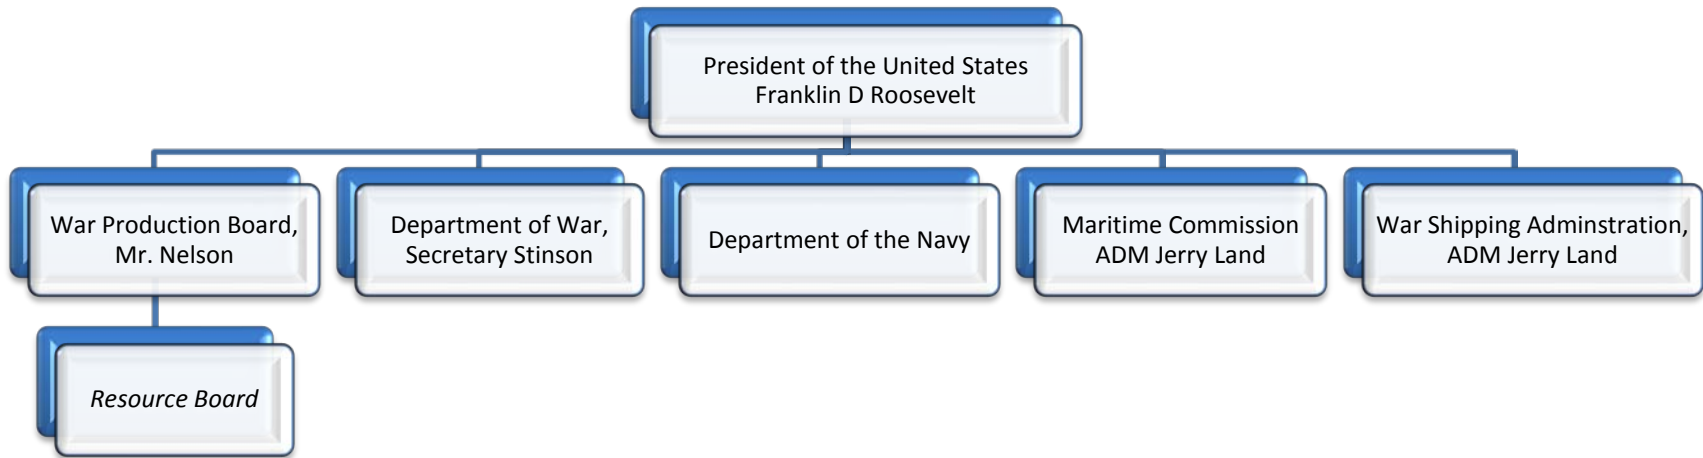 President of the United States
Franklin D Roosevelt
War Production Board,
Mr. Nelson
Department of War,
Secretary Stinson
Department of the Navy
Maritime Commission
ADM Jerry Land
War Shipping Adminstration,
ADM Jerry Land
Resource Board